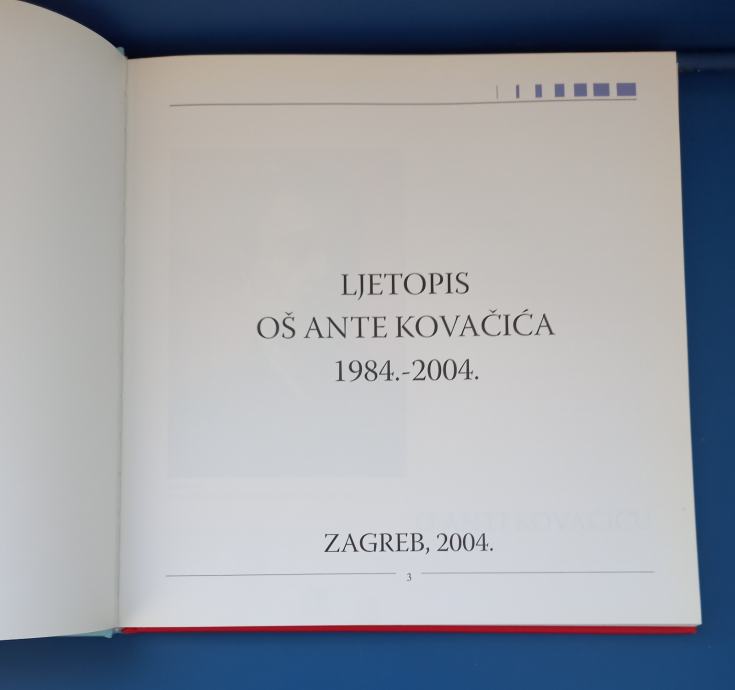 LJETOPIS
OŠ ANTE KOVAČIĆA
1984.-2004.
ZAGREB, 2004.
3